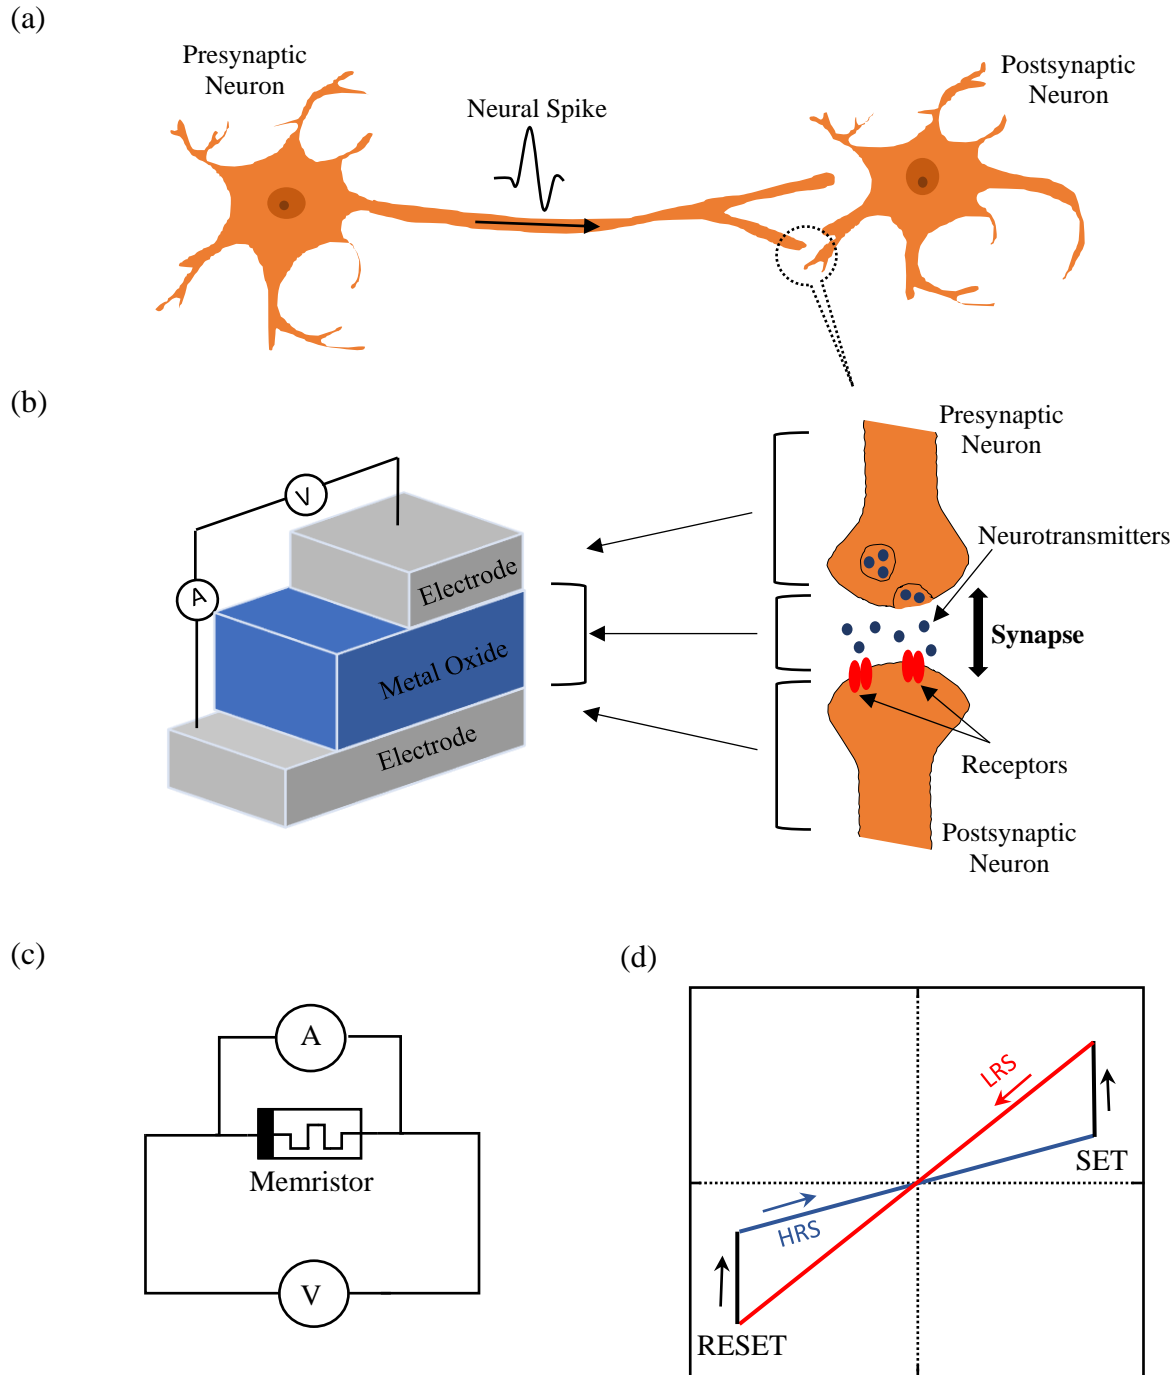 (a)
Presynaptic
Neuron
Neural Spike
Postsynaptic
Neuron
(b)
V
A
Electrode
Metal Oxide
Electrode
Presynaptic
Neuron
Neurotransmitters
Synapse
Receptors
Postsynaptic
Neuron
(c)
A
Memristor
V
(d)
LRS
SET
HRS
RESET